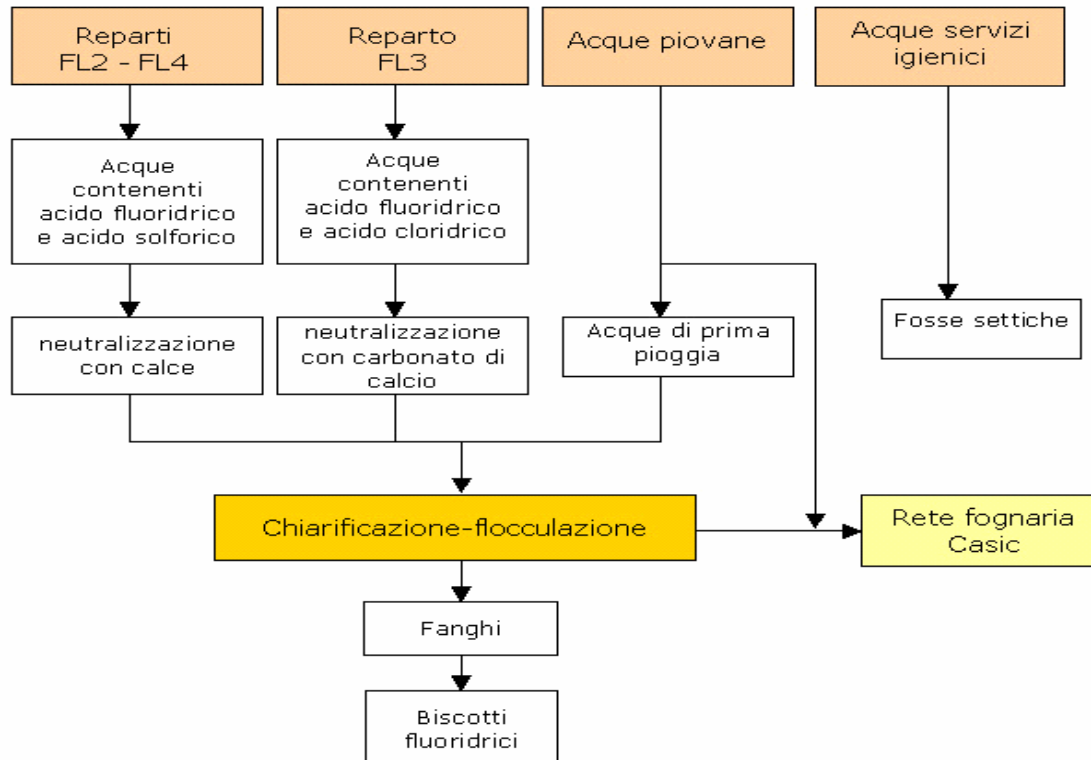 Reparti
FL2 - FL4
Reparto
FL3
Acque piovane
Acque servizi
igienici
Acque
contenenti
acido fluoridrico
e acido solforico
Acque
contenenti
acido fluoridrico
e acido cloridrico
neutralizzazione
con calce
neutralizzazione
con carbonato di
calcio
Acque di prima
pioggia
Fosse settiche
Chiarificazione-flocculazione
Rete fognaria
Casic
Fanghi
Biscotti
fluoridrici